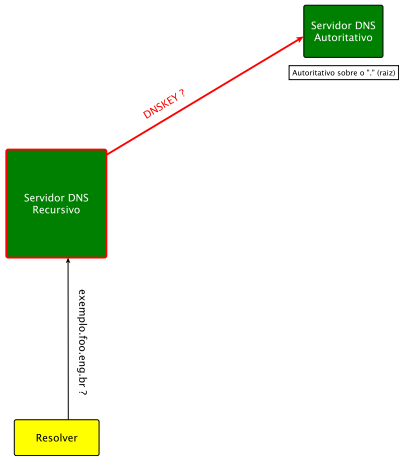 Servidor DNS
Autoritativo
Autoritativo sobre o "." (raiz)
DNSKEY ?
Servidor DNS
Recursivo
exemplo.foo.eng.br ?
Resolver